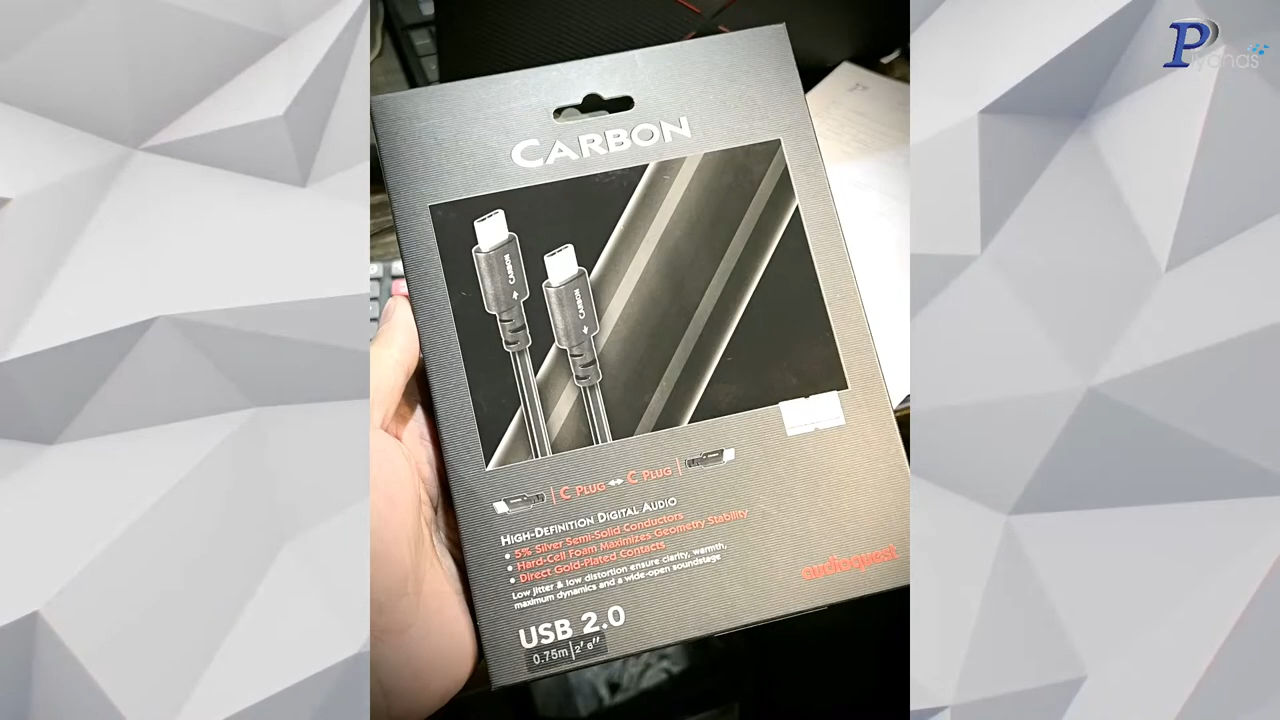 Piyanas
CARBON
CARBON
CARBON
C PLUG ↔ C PLUG
HIGH-DEFINITION DIGITAL AUDIO
• 5% Silver Semi-Solid Conductors
• Hard-Cell Foam Maximizes Geometry Stability
• Direct Gold-Plated Contacts
Low jitter & low distortion ensure clarity, warmth,
maximum dynamics and a wide-open soundstage
audioquest
USB 2.0
0.75m | 2' 6"